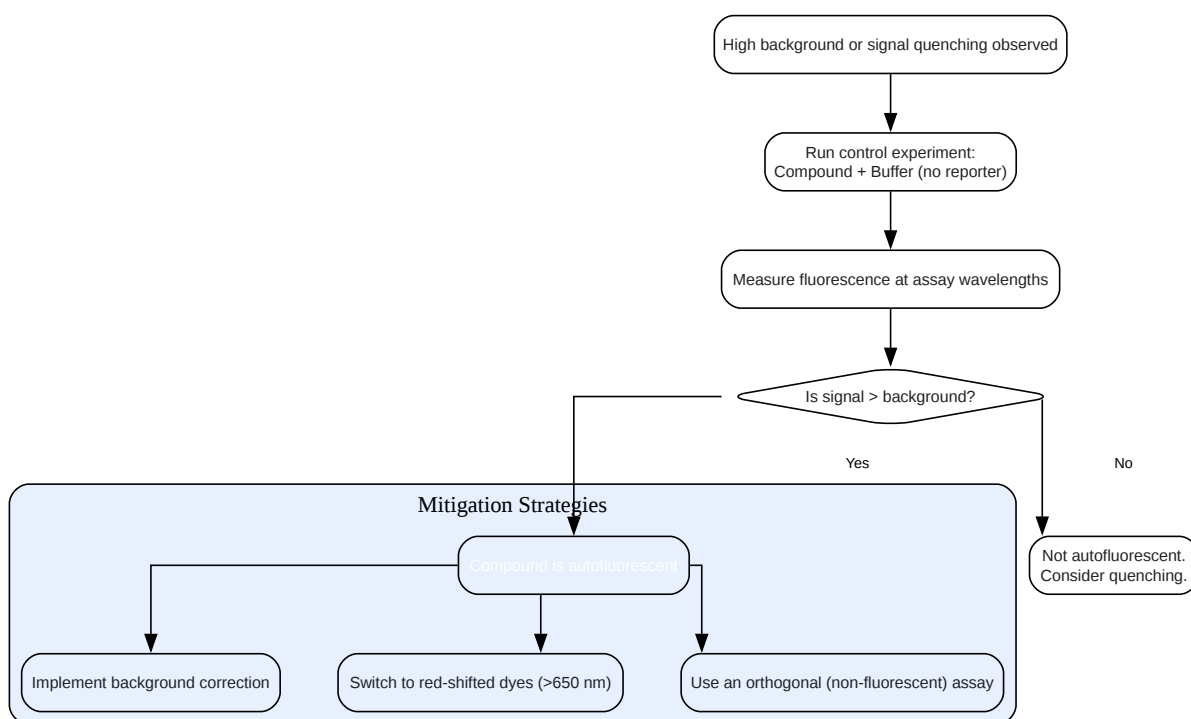 High background or signal quenching observed
Run control experiment:
Compound + Buffer (no reporter)
Measure fluorescence at assay wavelengths
Is signal > background?
Yes
No
Mitigation Strategies
Compound is autofluorescent
Not autofluorescent.
Consider quenching.
Implement background correction
Switch to red-shifted dyes (>650 nm)
Use an orthogonal (non-fluorescent) assay